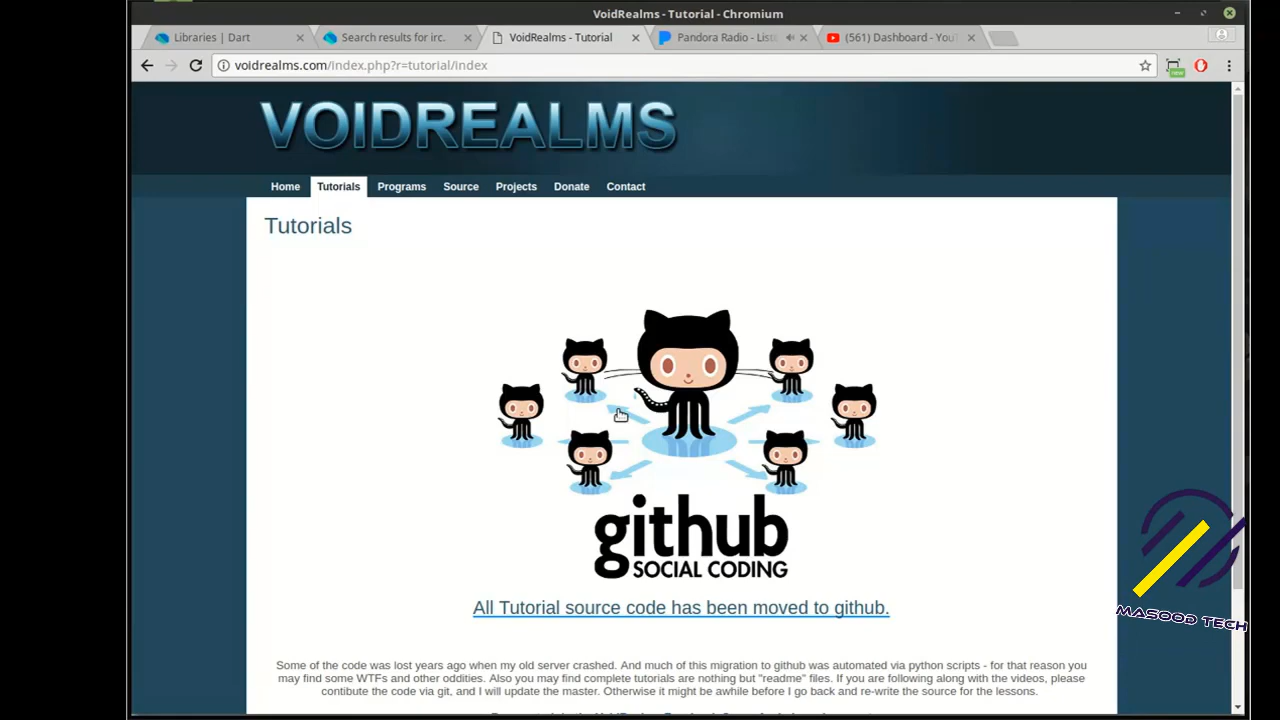 VoidRealms - Tutorial - Chromium
Libraries | Dart
Search results for irc.
VoidRealms - Tutorial
Pandora Radio - Liste
(561) Dashboard - YouT
voidrealms.com/index.php?r=tutorial/index
new
VOIDREALMS
Home Tutorials Programs Source Projects Donate Contact
Tutorials
github
SOCIAL CODING
All Tutorial source code has been moved to github.
MASOOD TECH
Some of the code was lost years ago when my old server crashed. And much of this migration to github was automated via python scripts - for that reason you
may find some WTFs and other oddities. Also you may find complete tutorials are nothing but "readme" files. If you are following along with the videos, please
contibute the code via git, and I will update the master. Otherwise it might be awhile before I go back and re-write the source for the lessons.